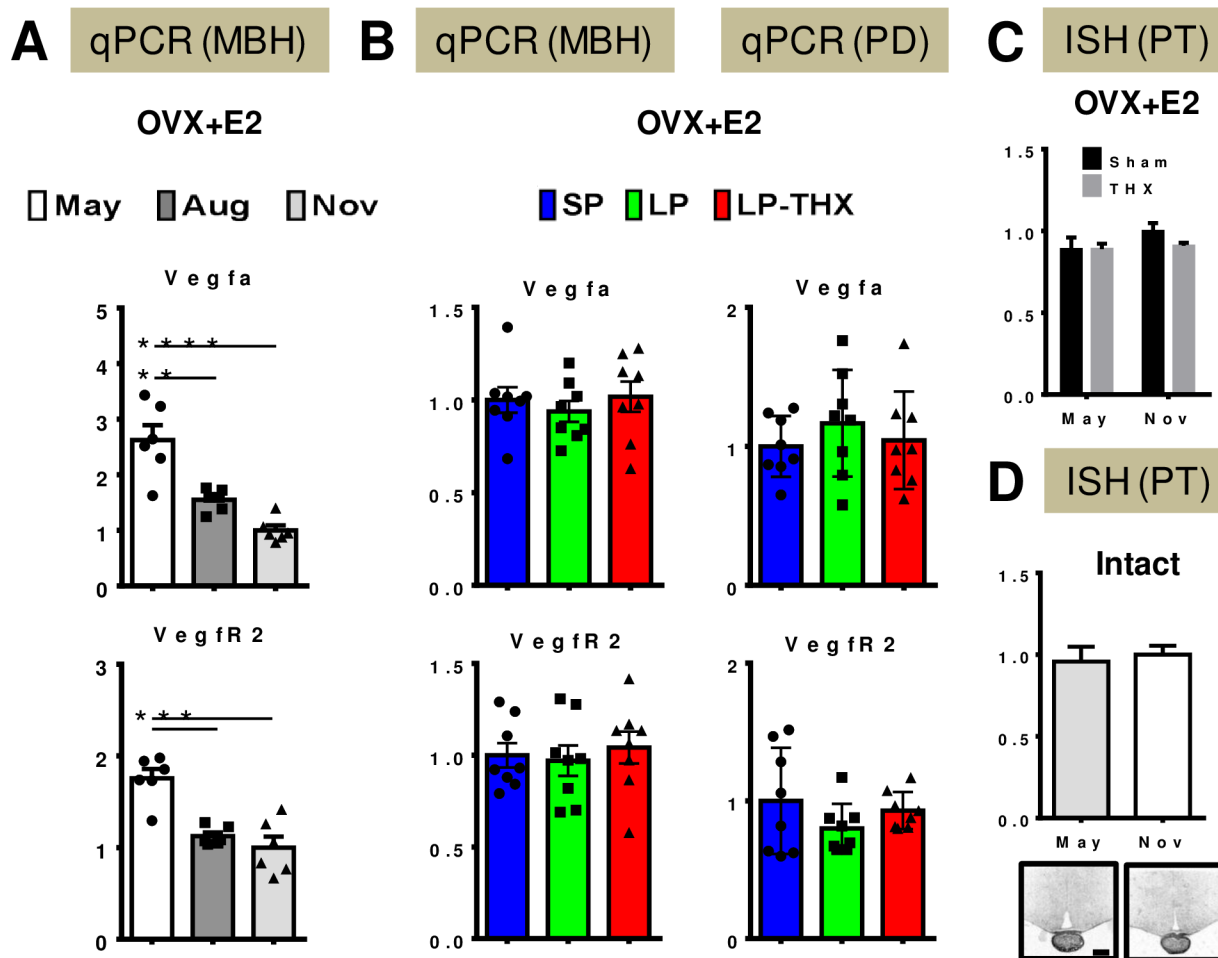 A qPCR (MBH)
OVX+E2
May Aug Nov
Vegfa
5
4
3
2
1
0
****
**
VegfR2
3
2
1
0
***
B qPCR (MBH) qPCR (PD)
OVX+E2
SP LP LP-THX
Vegfa
1.5
1.0
0.5
0.0
Vegfa
2
1
0
VegfR2
1.5
1.0
0.5
0.0
VegfR2
2
1
0
C ISH (PT)
OVX+E2
1.5
1.0
0.5
0.0
Sham
THX
May Nov
D ISH (PT)
Intact
1.5
1.0
0.5
0.0
May Nov